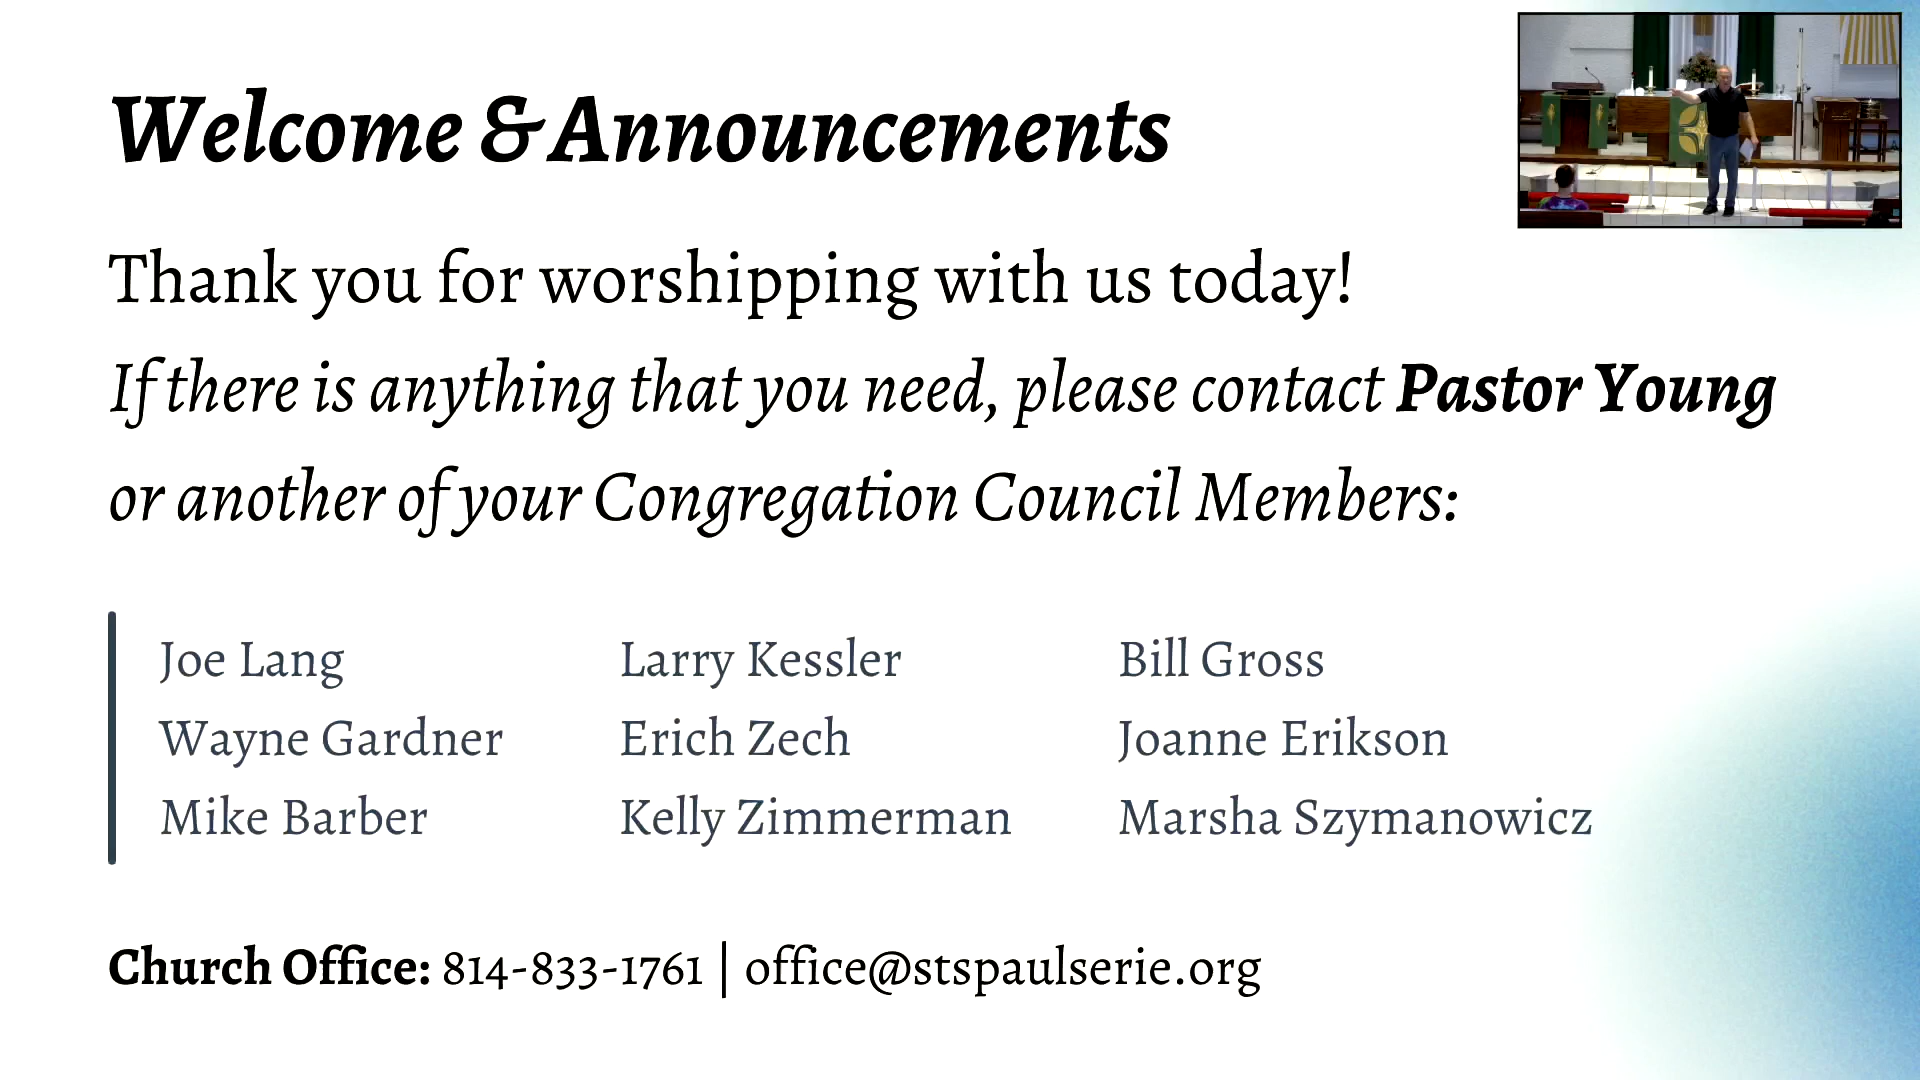 Welcome & Announcements
Thank you for worshipping with us today!
If there is anything that you need, please contact Pastor Young
or another of your Congregation Council Members:
Joe Lang Larry Kessler Bill Gross
Wayne Gardner Erich Zech Joanne Erikson
Mike Barber Kelly Zimmerman Marsha Szymanowicz
Church Office: 814-833-1761 | office@stspaulserie.org